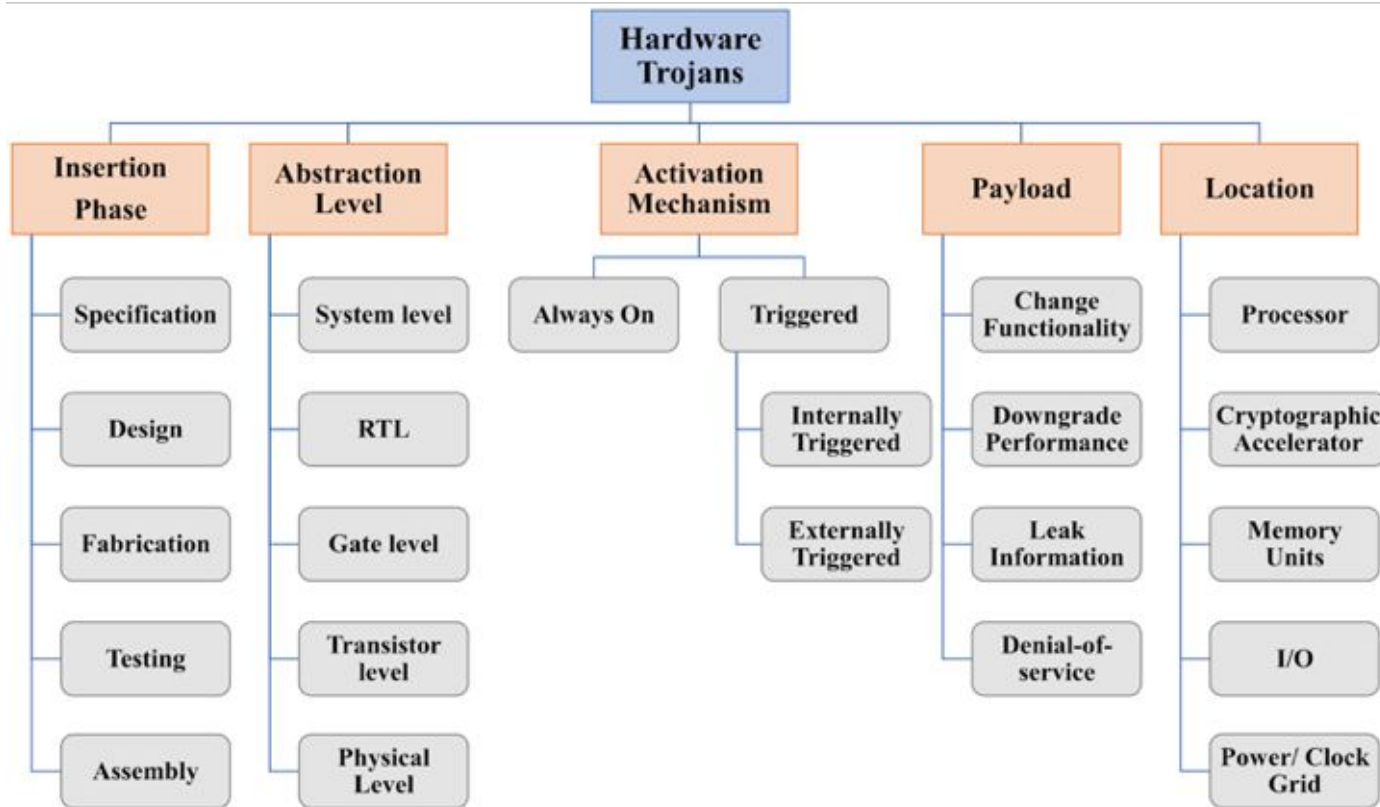 Hardware
Trojans
Insertion
Phase
Abstraction
Level
Activation
Mechanism
Payload
Location
Specification
Design
Fabrication
Testing
Assembly
System level
RTL
Gate level
Transistor
level
Physical
Level
Always On
Triggered
Internally
Triggered
Externally
Triggered
Change
Functionality
Downgrade
Performance
Leak
Information
Denial-of-
service
Processor
Cryptographic
Accelerator
Memory
Units
I/O
Power/ Clock
Grid